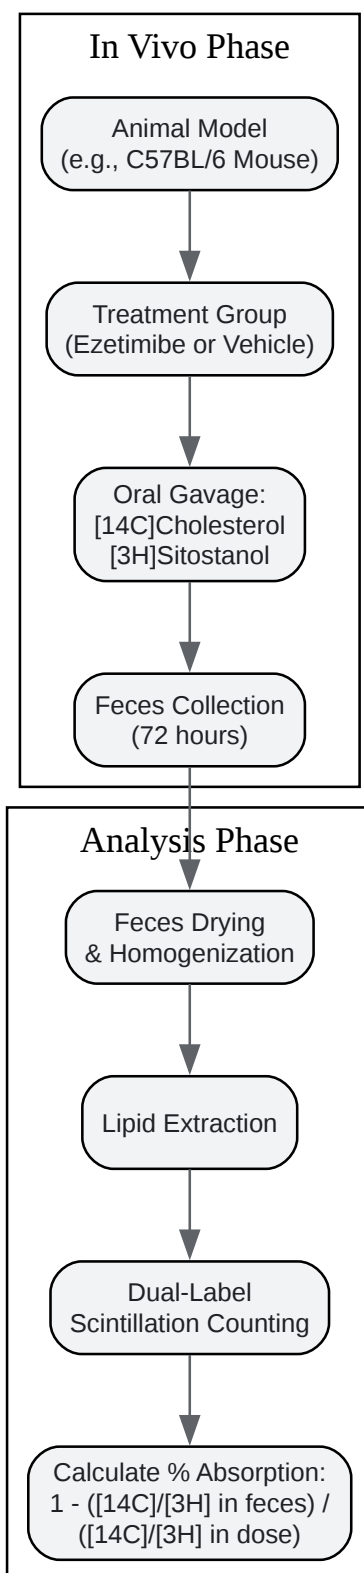 In Vivo Phase
Animal Model
(e.g., C57BL/6 Mouse)
Treatment Group
(Ezetimibe or Vehicle)
Oral Gavage:
[14C]Cholesterol
[3H]Sitostanol
Feces Collection
(72 hours)
Analysis Phase
Feces Drying
& Homogenization
Lipid Extraction
Dual-Label
Scintillation Counting
Calculate % Absorption:
1 - ([14C]/[3H] in feces) /
([14C]/[3H] in dose)